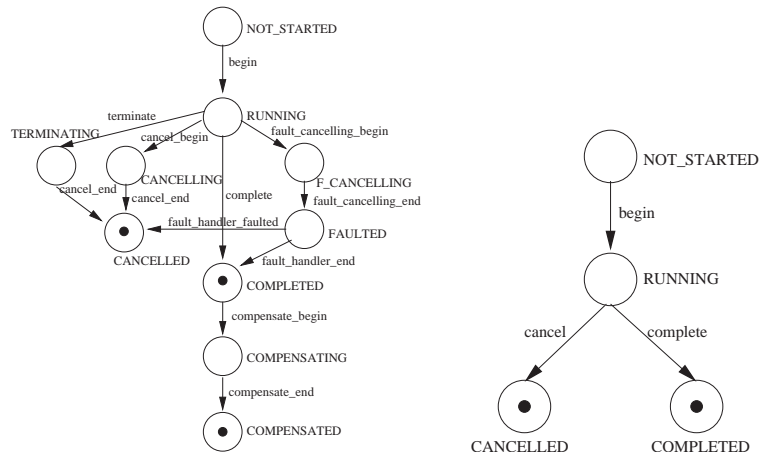 NOT_STARTED
begin
RUNNING
terminate
cancel_begin
fault_cancelling_begin
TERMINATING
CANCELLING
F_CANCELLING
cancel_end
cancel_end
complete
fault_cancelling_end
fault_handler_faulted
FAULTED
CANCELLED
fault_handler_end
COMPLETED
compensate_begin
COMPENSATING
compensate_end
COMPENSATED
NOT_STARTED
begin
RUNNING
cancel
complete
CANCELLED
COMPLETED